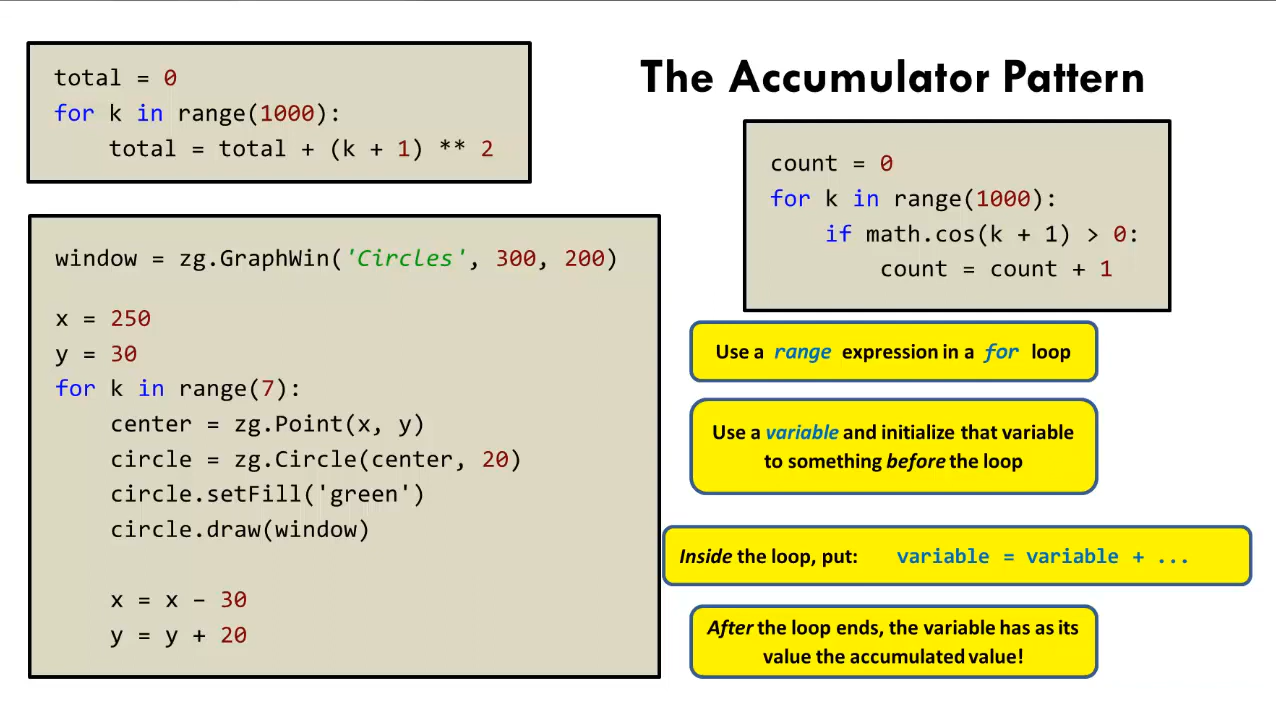 The Accumulator Pattern
total = 0
for k in range(1000):
    total = total + (k + 1) ** 2
count = 0
for k in range(1000):
    if math.cos(k + 1) > 0:
        count = count + 1
window = zg.GraphWin('Circles', 300, 200)
x = 250
y = 30
for k in range(7):
    center = zg.Point(x, y)
    circle = zg.Circle(center, 20)
    circle.setFill('green')
    circle.draw(window)
    x = x – 30
    y = y + 20
Use a range expression in a for loop
Use a variable and initialize that variable
to something before the loop
Inside the loop, put: variable = variable + ...
After the loop ends, the variable has as its
value the accumulated value!